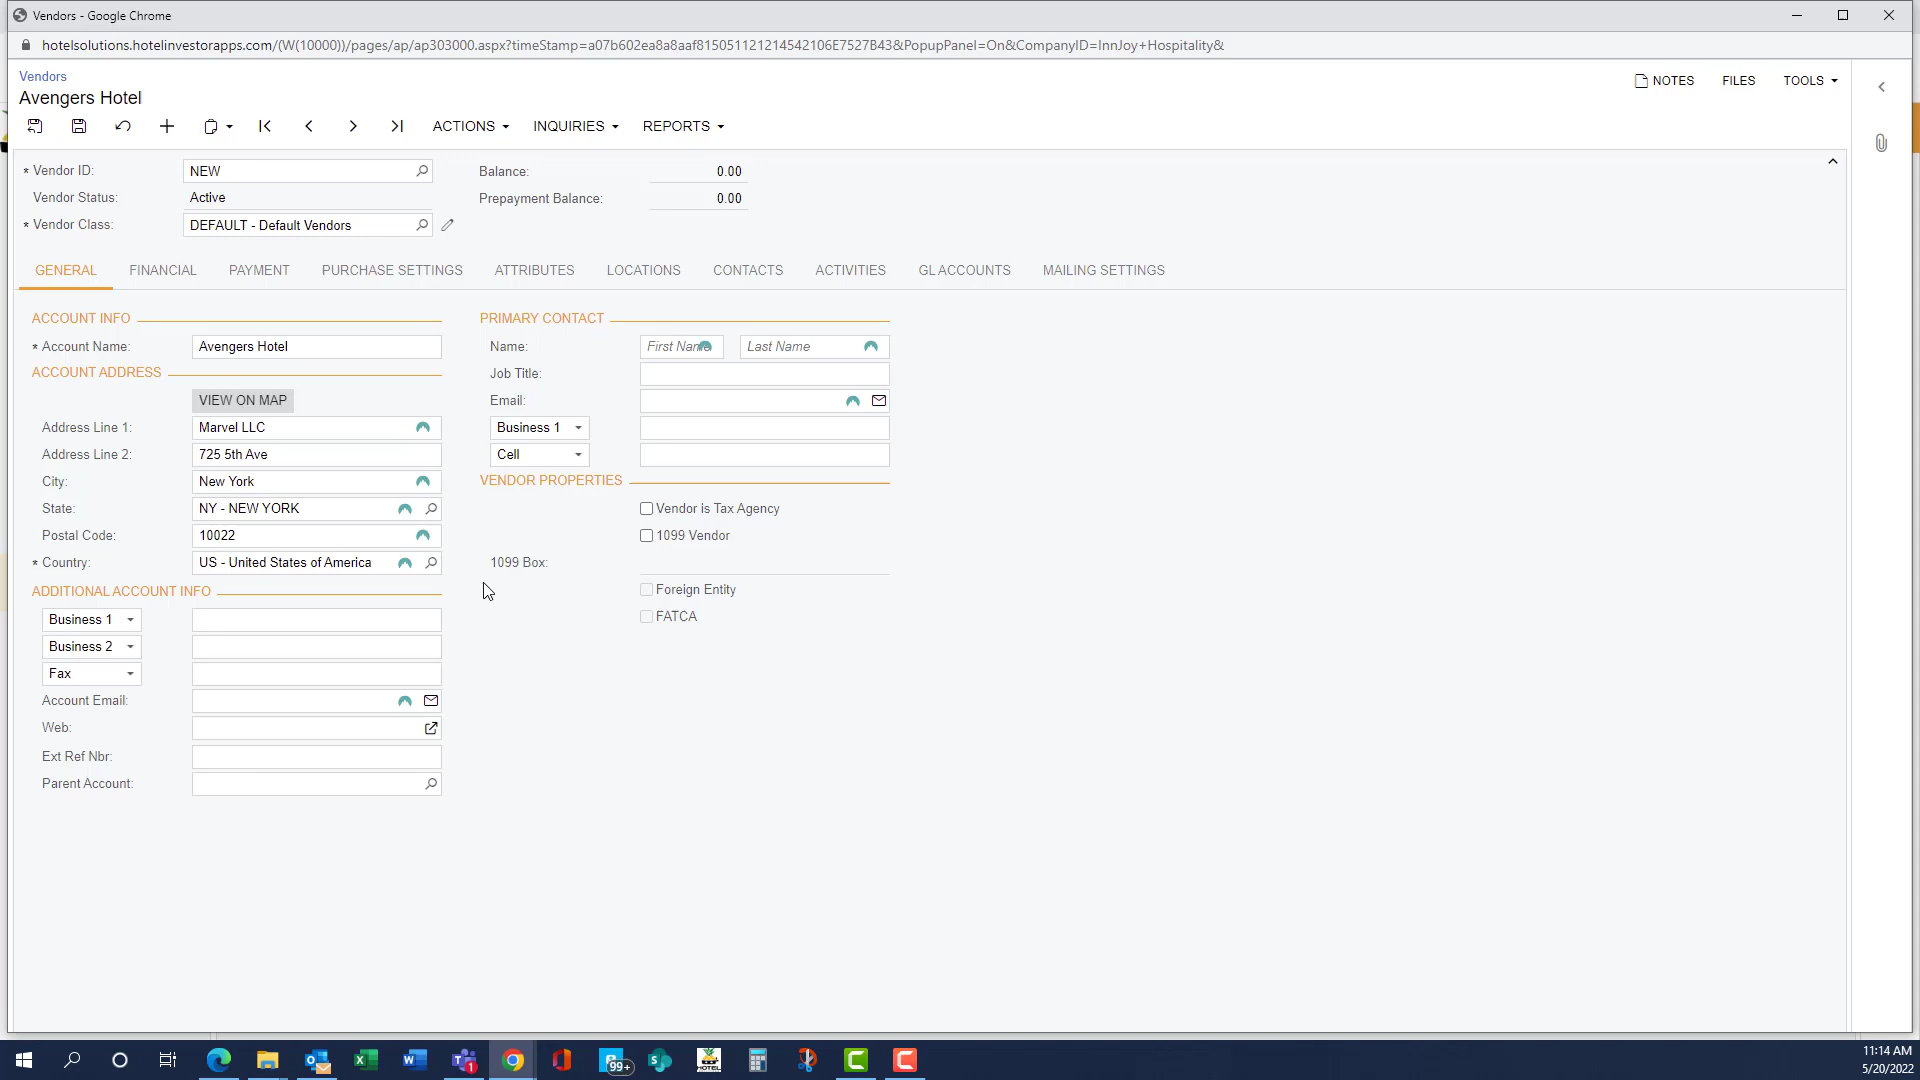 Vendors - Google Chrome
hotelsolutions.hotelinvestorapps.com/(W(10000))/pages/ap/ap303000.aspx?timeStamp=a07b602ea8a8aaf815051121214542106E7527B43&PopupPanel=On&CompanyID=InnJoy+Hospitality&
Vendors
NOTES FILES TOOLS
Avengers Hotel
ACTIONS INQUIRIES REPORTS
* Vendor ID: NEW Balance: 0.00
Vendor Status: Active Prepayment Balance: 0.00
* Vendor Class: DEFAULT - Default Vendors
GENERAL FINANCIAL PAYMENT PURCHASE SETTINGS ATTRIBUTES LOCATIONS CONTACTS ACTIVITIES GL ACCOUNTS MAILING SETTINGS
ACCOUNT INFO
* Account Name: Avengers Hotel
ACCOUNT ADDRESS
VIEW ON MAP
Address Line 1: Marvel LLC
Address Line 2: 725 5th Ave
City: New York
State: NY - NEW YORK
Postal Code: 10022
* Country: US - United States of America
ADDITIONAL ACCOUNT INFO
Business 1
Business 2
Fax
Account Email:
Web:
Ext Ref Nbr:
Parent Account:
PRIMARY CONTACT
Name: First Name Last Name
Job Title:
Email:
Business 1
Cell
VENDOR PROPERTIES
Vendor is Tax Agency
1099 Vendor
1099 Box:
Foreign Entity
FATCA
1
99+
HOTEL
11:14 AM
5/20/2022